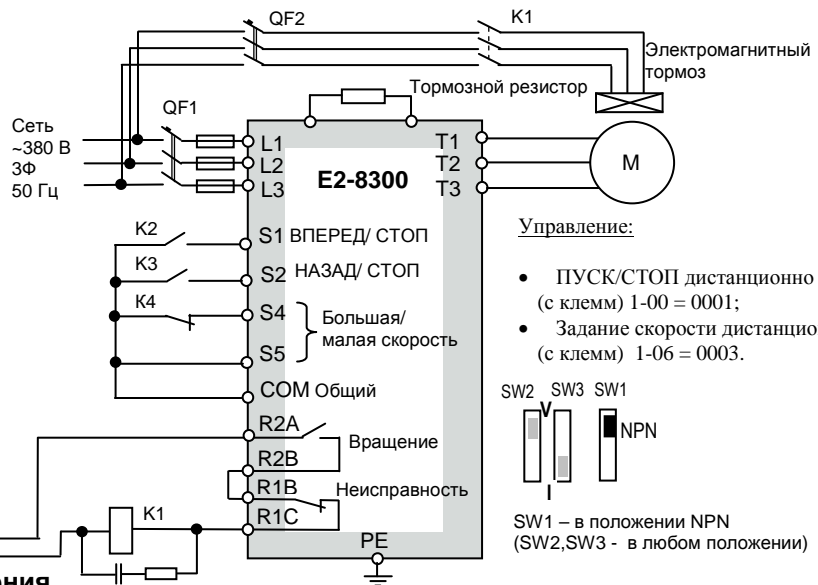 QF2
K1
Электромагнитный
тормоз
Тормозной резистор
QF1
Сеть
~380 В
3Ф
50 Гц
L1
L2
L3
E2-8300
T1
T2
T3
M
K2
S1 ВПЕРЕД/ СТОП
K3
S2 НАЗАД/ СТОП
К4
S4
S5
Большая/
малая скорость
COM Общий
R2A
Вращение
R2B
R1B
Неисправность
R1C
K1
PE
Управление:
• ПУСК/СТОП дистанционно
(с клемм) 1-00 = 0001;
• Задание скорости дистанцио
(с клемм) 1-06 = 0003.
SW2 SW3 SW1
V
NPN
I
SW1 – в положении NPN
(SW2,SW3 - в любом положении)